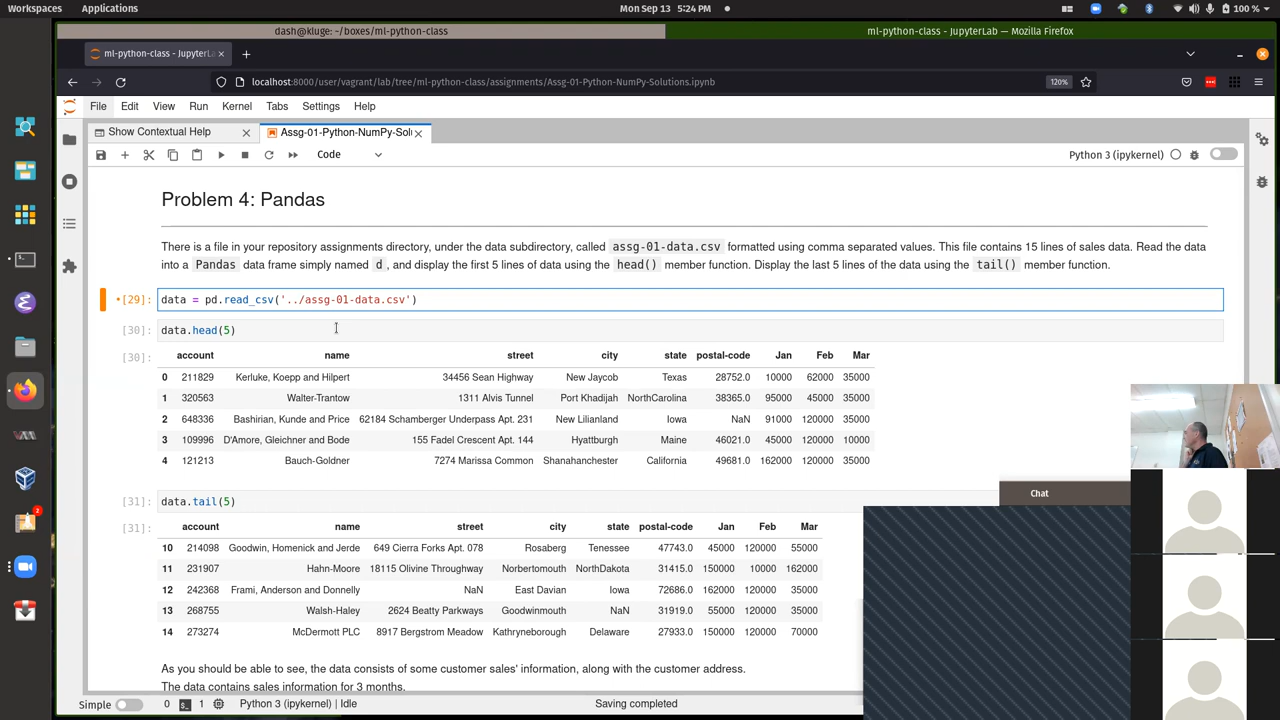 Workspaces Applications Mon Sep 13 5:24 PM 100 %
dash@kluge: ~/boxes/ml-python-class ml-python-class - JupyterLab — Mozilla Firefox
ml-python-class - JupyterLa
localhost:8000/user/vagrant/lab/tree/ml-python-class/assignments/Assg-01-Python-NumPy-Solutions.ipynb 120%
File Edit View Run Kernel Tabs Settings Help
Show Contextual Help Assg-01-Python-NumPy-Solu
Code Python 3 (ipykernel)
Problem 4: Pandas
There is a file in your repository assignments directory, under the data subdirectory, called assg-01-data.csv formatted using comma separated values. This file contains 15 lines of sales data. Read the data
into a Pandas data frame simply named d , and display the first 5 lines of data using the head() member function. Display the last 5 lines of the data using the tail() member function.
[29]: data = pd.read_csv('../assg-01-data.csv')
[30]: data.head(5)
[30]: account name street city state postal-code Jan Feb Mar
0 211829 Kerluke, Koepp and Hilpert 34456 Sean Highway New Jaycob Texas 28752.0 10000 62000 35000
1 320563 Walter-Trantow 1311 Alvis Tunnel Port Khadijah NorthCarolina 38365.0 95000 45000 35000
2 648336 Bashirian, Kunde and Price 62184 Schamberger Underpass Apt. 231 New Lilianland Iowa NaN 91000 120000 35000
3 109996 D'Amore, Gleichner and Bode 155 Fadel Crescent Apt. 144 Hyattburgh Maine 46021.0 45000 120000 10000
4 121213 Bauch-Goldner 7274 Marissa Common Shanahanchester California 49681.0 162000 120000 35000
[31]: data.tail(5)
[31]: account name street city state postal-code Jan Feb Mar
10 214098 Goodwin, Homenick and Jerde 649 Cierra Forks Apt. 078 Rosaberg Tenessee 47743.0 45000 120000 55000
11 231907 Hahn-Moore 18115 Olivine Throughway Norbertomouth NorthDakota 31415.0 150000 10000 162000
12 242368 Frami, Anderson and Donnelly NaN East Davian Iowa 72686.0 162000 120000 35000
13 268755 Walsh-Haley 2624 Beatty Parkways Goodwinmouth NaN 31919.0 55000 120000 35000
14 273274 McDermott PLC 8917 Bergstrom Meadow Kathryneborough Delaware 27933.0 150000 120000 70000
As you should be able to see, the data consists of some customer sales' information, along with the customer address.
The data contains sales information for 3 months.
Chat
2
Simple 0 1 Python 3 (ipykernel) | Idle Saving completed